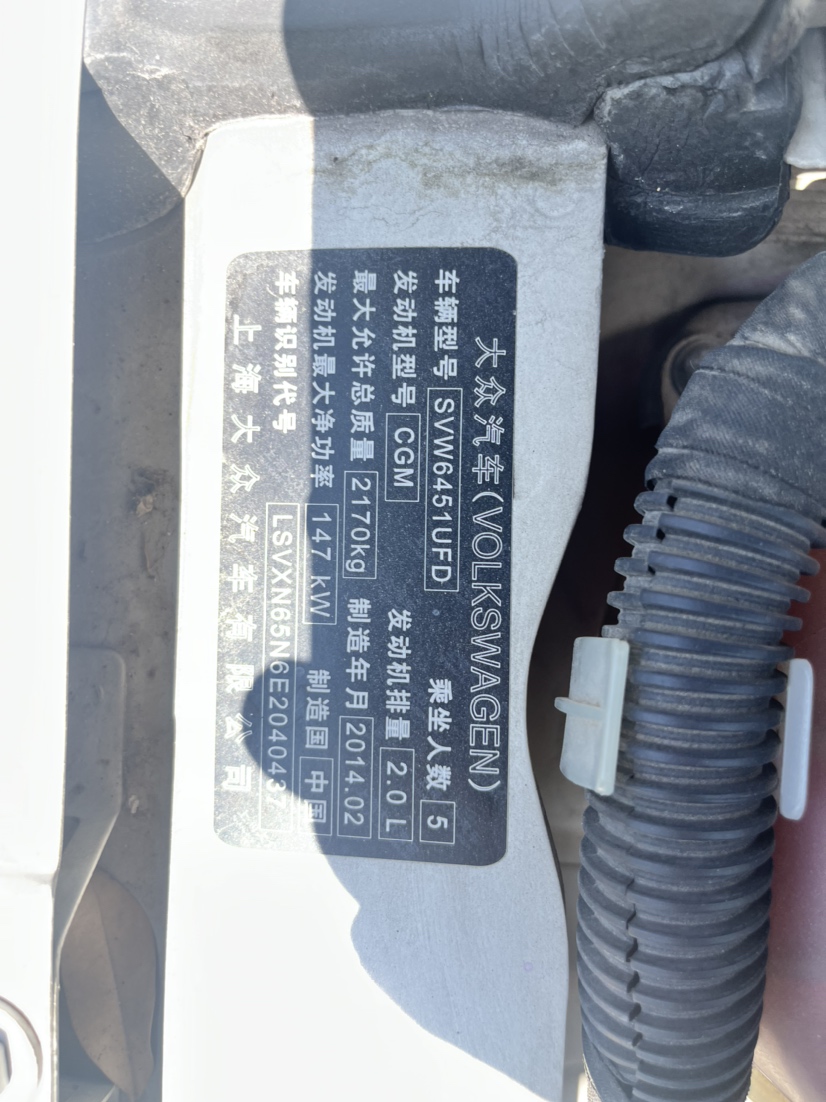 大众汽车(VOLKSWAGEN)
车辆型号 SVW6451UFD 乘坐人数 5
发动机型号 CGM 发动机排量 2.0 L
最大允许总质量 2170kg 制造年月 2014.02
发动机最大净功率 147 kW 制造国 中国
车辆识别代号 LSVXN65N6E2040437
上海大众汽车有限公司